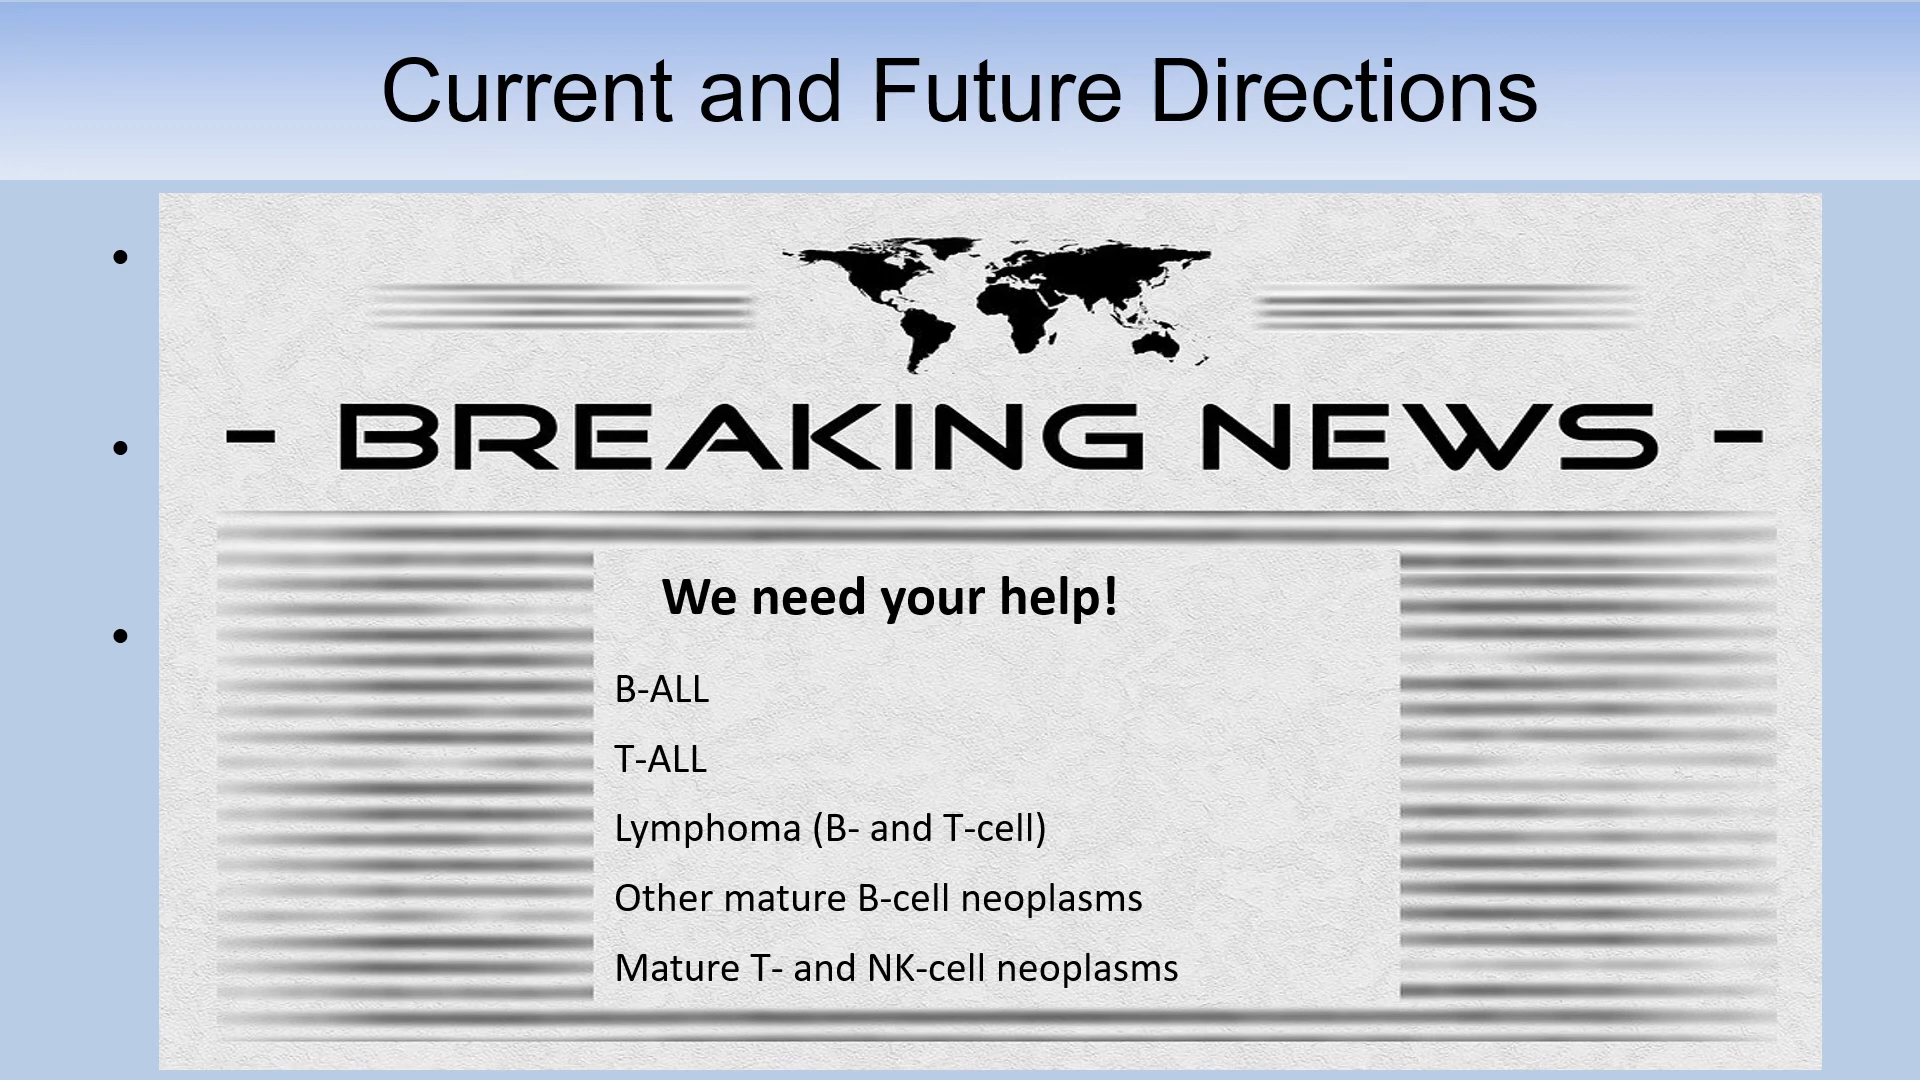 Current and Future Directions
- BREAKING NEWS -
We need your help!
B-ALL
T-ALL
Lymphoma (B- and T-cell)
Other mature B-cell neoplasms
Mature T- and NK-cell neoplasms